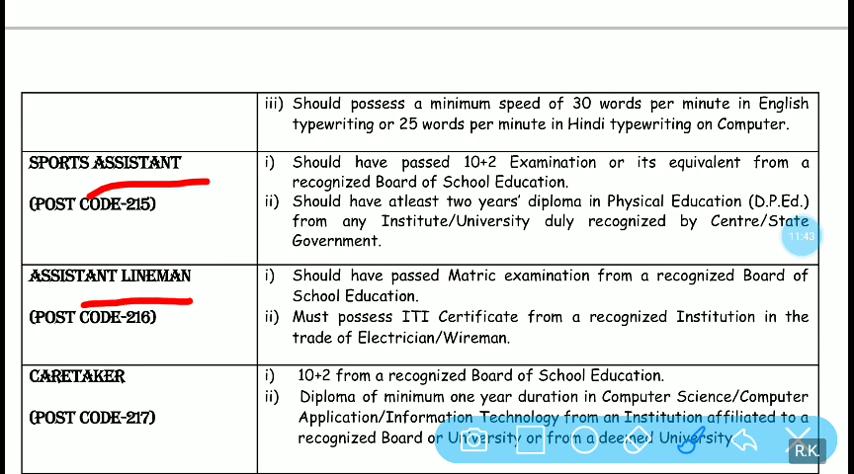 iii) Should possess a minimum speed of 30 words per minute in English
typewriting or 25 words per minute in Hindi typewriting on Computer.
SPORTS ASSISTANT
(POST CODE-215)
i) Should have passed 10+2 Examination or its equivalent from a
recognized Board of School Education.
ii) Should have atleast two years' diploma in Physical Education (D.P.Ed.)
from any Institute/University duly recognized by Centre/State
Government.
11:43
ASSISTANT LINEMAN
(POST CODE-216)
i) Should have passed Matric examination from a recognized Board of
School Education.
ii) Must possess ITI Certificate from a recognized Institution in the
trade of Electrician/Wireman.
CARETAKER
(POST CODE-217)
i) 10+2 from a recognized Board of School Education.
ii) Diploma of minimum one year duration in Computer Science/Computer
Application/Information Technology from an Institution affiliated to a
recognized Board or University or from a deemed University.
R.K.